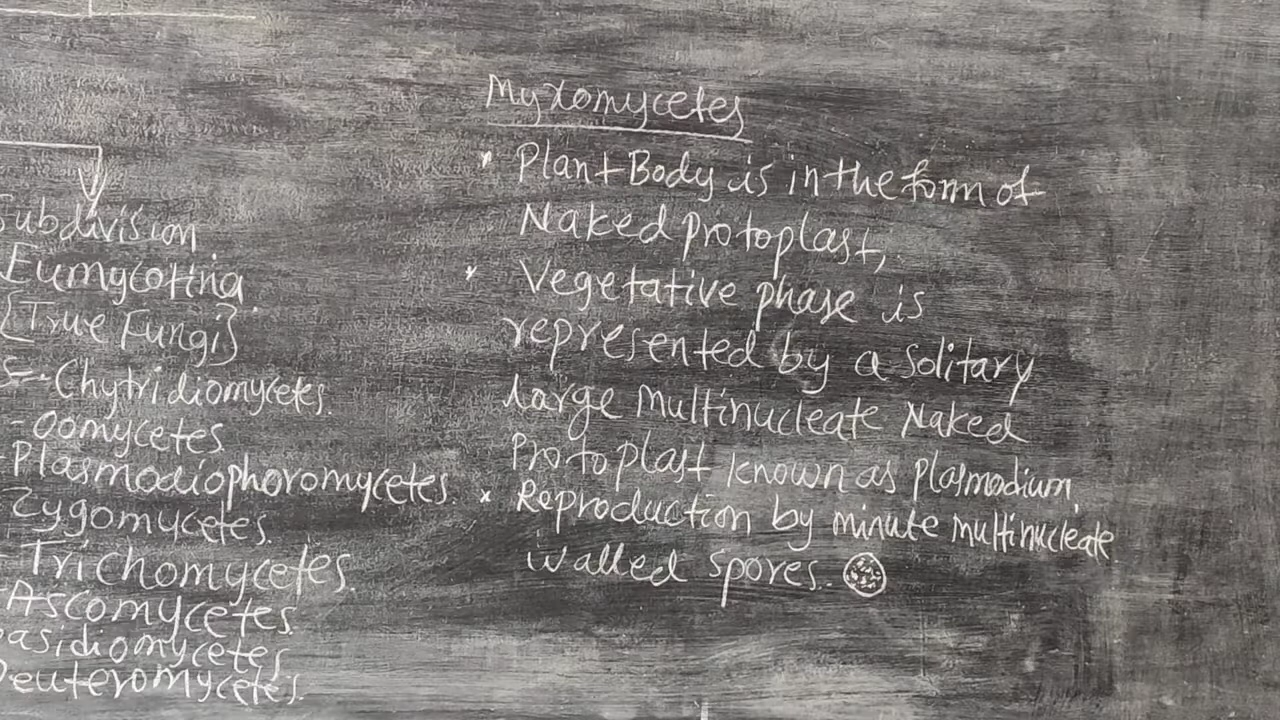 Subdivision
Eumycotina
{True Fungi}
S-Chytridiomycetes.
-Oomycetes.
-Plasmodiophoromycetes.
Zygomycetes.
Trichomycetes.
Ascomycetes.
Basidiomycetes
Deuteromycetes.
Myxomycetes
* Plant Body is in the form of
Naked protoplast,
* Vegetative phase is
represented by a solitary
large multinucleate Naked
Protoplast known as plasmodium
* Reproduction by minute multinucleate
walled spores.